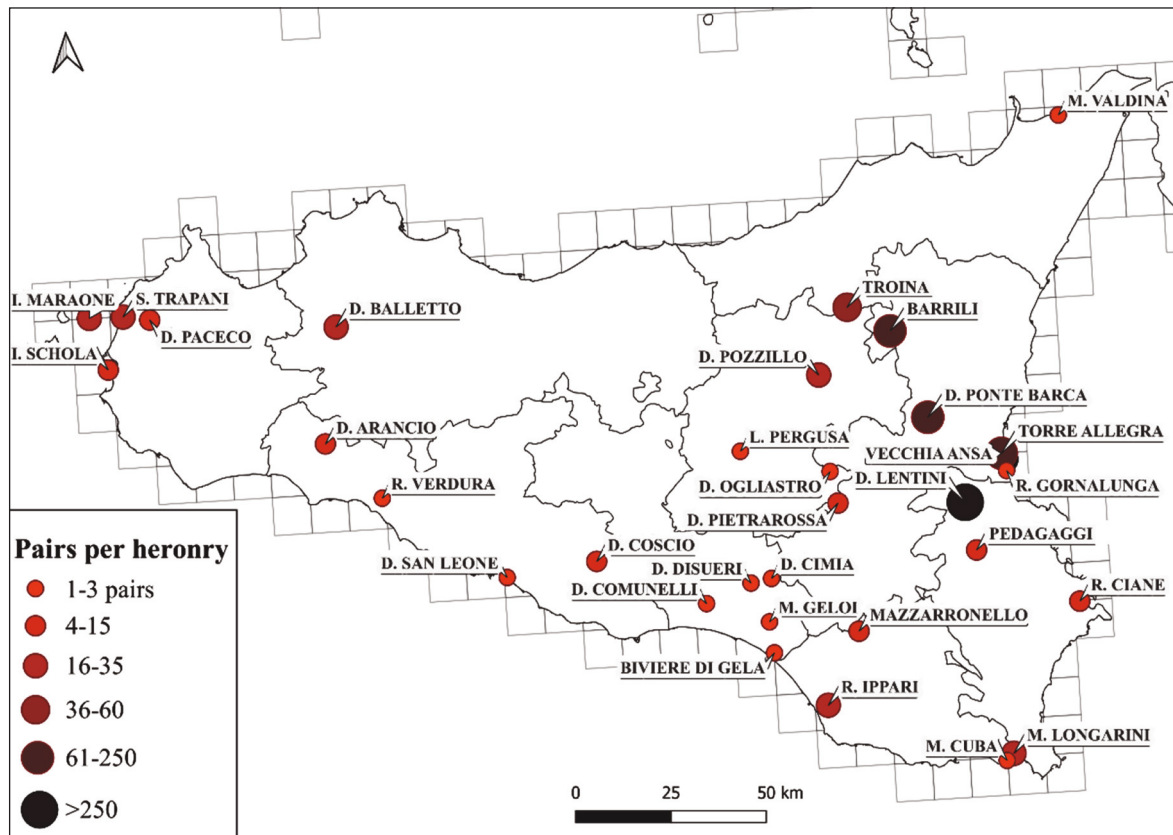 M. VALDINA
I. MARAONE
S. TRAPANI
D. PACECO
I. SCHOLA
D. BALLETTO
TROINA
BARRILI
D. POZZILLO
D. PONTE BARCA
D. ARANCIO
L. PERGUSA
TORRE ALLEGRA
VECCHIA ANSA
R. VERDURA
D. OGLIASTRO
D. LENTINI
R. GORNALUNGA
D. PIETRAROSSA
PEDAGAGGI
D. COSCIO
D. SAN LEONE
D. DISUERI
D. CIMIA
D. COMUNELLI
R. CIANE
M. GELOI
MAZZARRONELLO
BIVIERE DI GELA
R. IPPARI
M. CUBA
M. LONGARINI
Pairs per heronry
1-3 pairs
4-15
16-35
36-60
61-250
>250
0 25 50 km